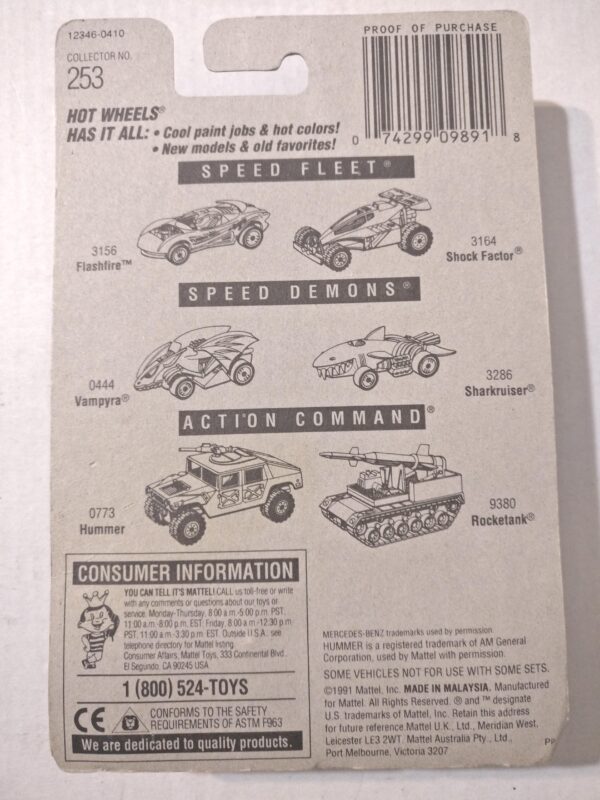 12346-0410
COLLECTOR NO.
253
PROOF OF PURCHASE
0 74299 09891 8
HOT WHEELS®
HAS IT ALL: • Cool paint jobs & hot colors!
• New models & old favorites!
SPEED FLEET®
3156
Flashfire™
3164
Shock Factor®
SPEED DEMONS®
0444
Vampyra®
3286
Sharkruiser®
ACTION COMMAND®
0773
Hummer
9380
Rocketank®
CONSUMER INFORMATION
YOU CAN TELL IT'S MATTEL! CALL us toll-free or write
with any comments or questions about our toys or
service. Monday-Thursday, 8:00 a.m.-5:00 p.m. PST,
11:00 a.m.-8:00 p.m. EST: Friday, 8:00 a.m.-12:30 p.m.
PST, 11:00 a.m.-3:30 p.m. EST. Outside U.S.A. see
telephone directory for Mattel listing.
Consumer Affairs, Mattel Toys, 333 Continental Blvd.,
El Segundo, CA 90245 USA
1 (800) 524-TOYS
CE CONFORMS TO THE SAFETY
REQUIREMENTS OF ASTM F963
We are dedicated to quality products.
MERCEDES-BENZ trademarks used by permission.
HUMMER is a registered trademark of AM General
Corporation, used by Mattel with permission.
SOME VEHICLES NOT FOR USE WITH SOME SETS.
©1991 Mattel, Inc. MADE IN MALAYSIA. Manufactured
for Mattel. All Rights Reserved. ® and ™ designate
U.S. trademarks of Mattel, Inc. Retain this address
for future reference Mattel U.K., Ltd., Meridian West,
Leicester LE3 2WT. Mattel Australia Pty., Ltd.,
Port Melbourne, Victoria 3207